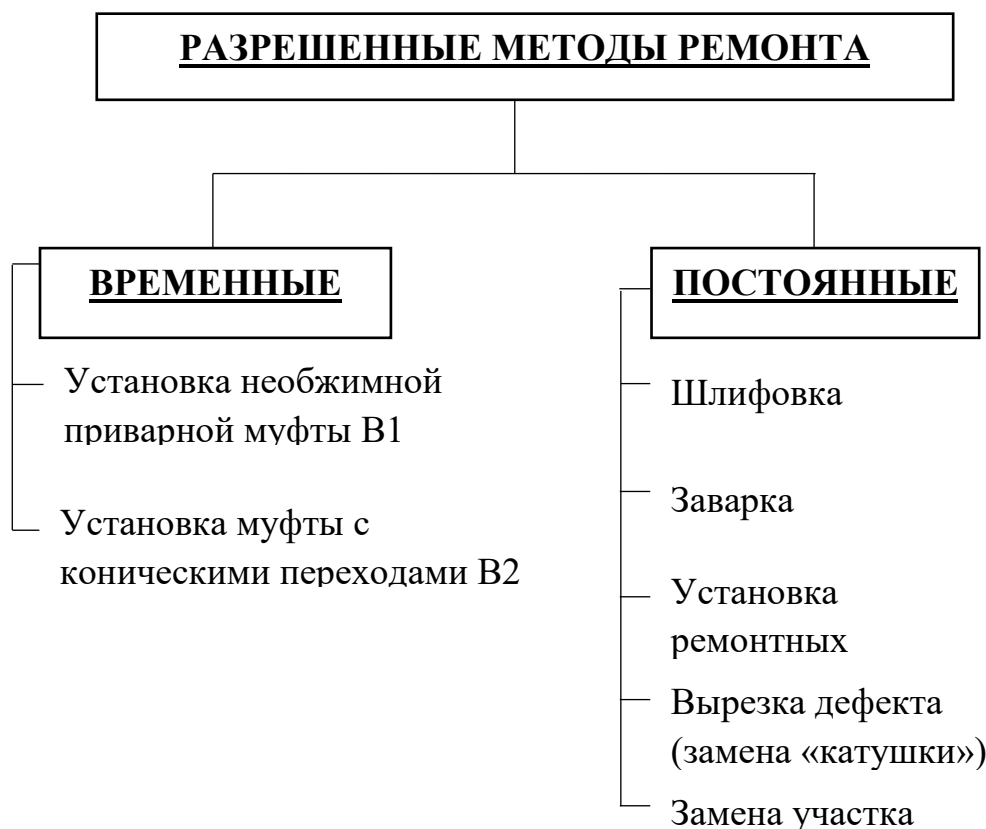 РАЗРЕШЕННЫЕ МЕТОДЫ РЕМОНТА
ВРЕМЕННЫЕ
Установка необжимной
приварной муфты В1
Установка муфты с
коническими переходами В2
ПОСТОЯННЫЕ
Шлифовка
Заварка
Установка
ремонтных
Вырезка дефекта
(замена «катушки»)
Замена участка